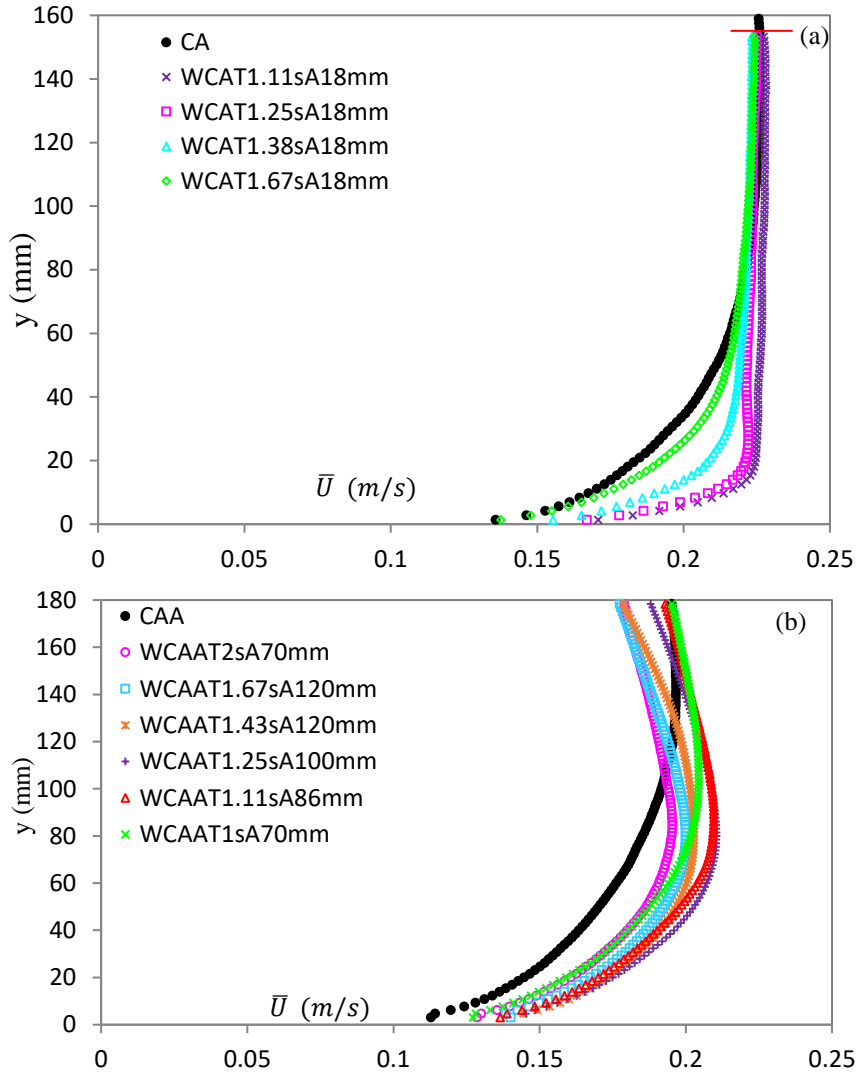 160
(a)
CA
140
WCAT1.11sA18mm
120
WCAT1.25sA18mm
WCAT1.38sA18mm
100
WCAT1.67sA18mm
80
y (mm)
60
40
20
U̅ (m/s)
0
0 0.05 0.1 0.15 0.2 0.25
180
(b)
CAA
160
WCAAT2sA70mm
140
WCAAT1.67sA120mm
WCAAT1.43sA120mm
120
WCAAT1.25sA100mm
100
WCAAT1.11sA86mm
y (mm)
80
WCAAT1sA70mm
60
40
20
U̅ (m/s)
0
0 0.05 0.1 0.15 0.2 0.25